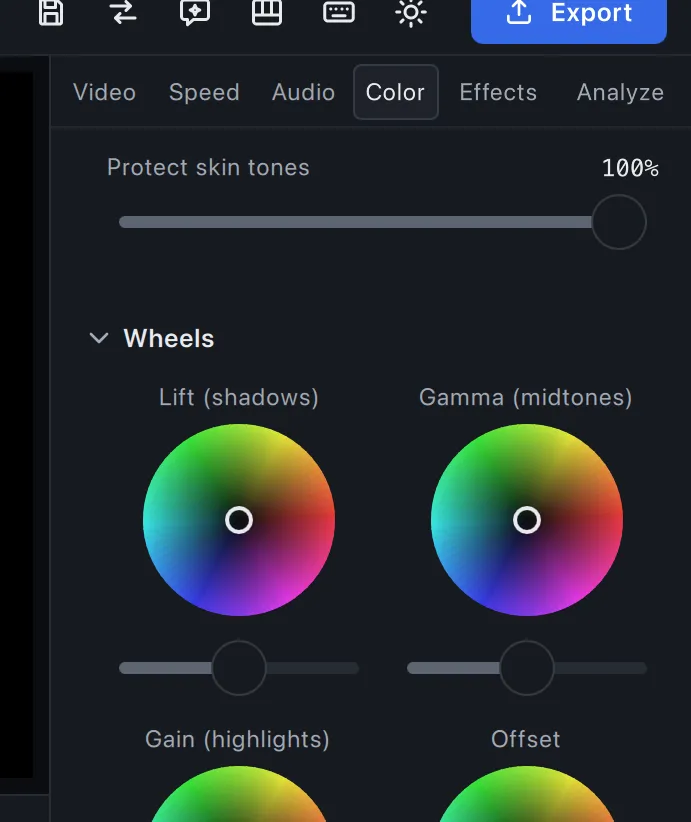 Export
Video Speed Audio Color Effects Analyze
Protect skin tones 100%
Wheels
Lift (shadows) Gamma (midtones)
Gain (highlights) Offset